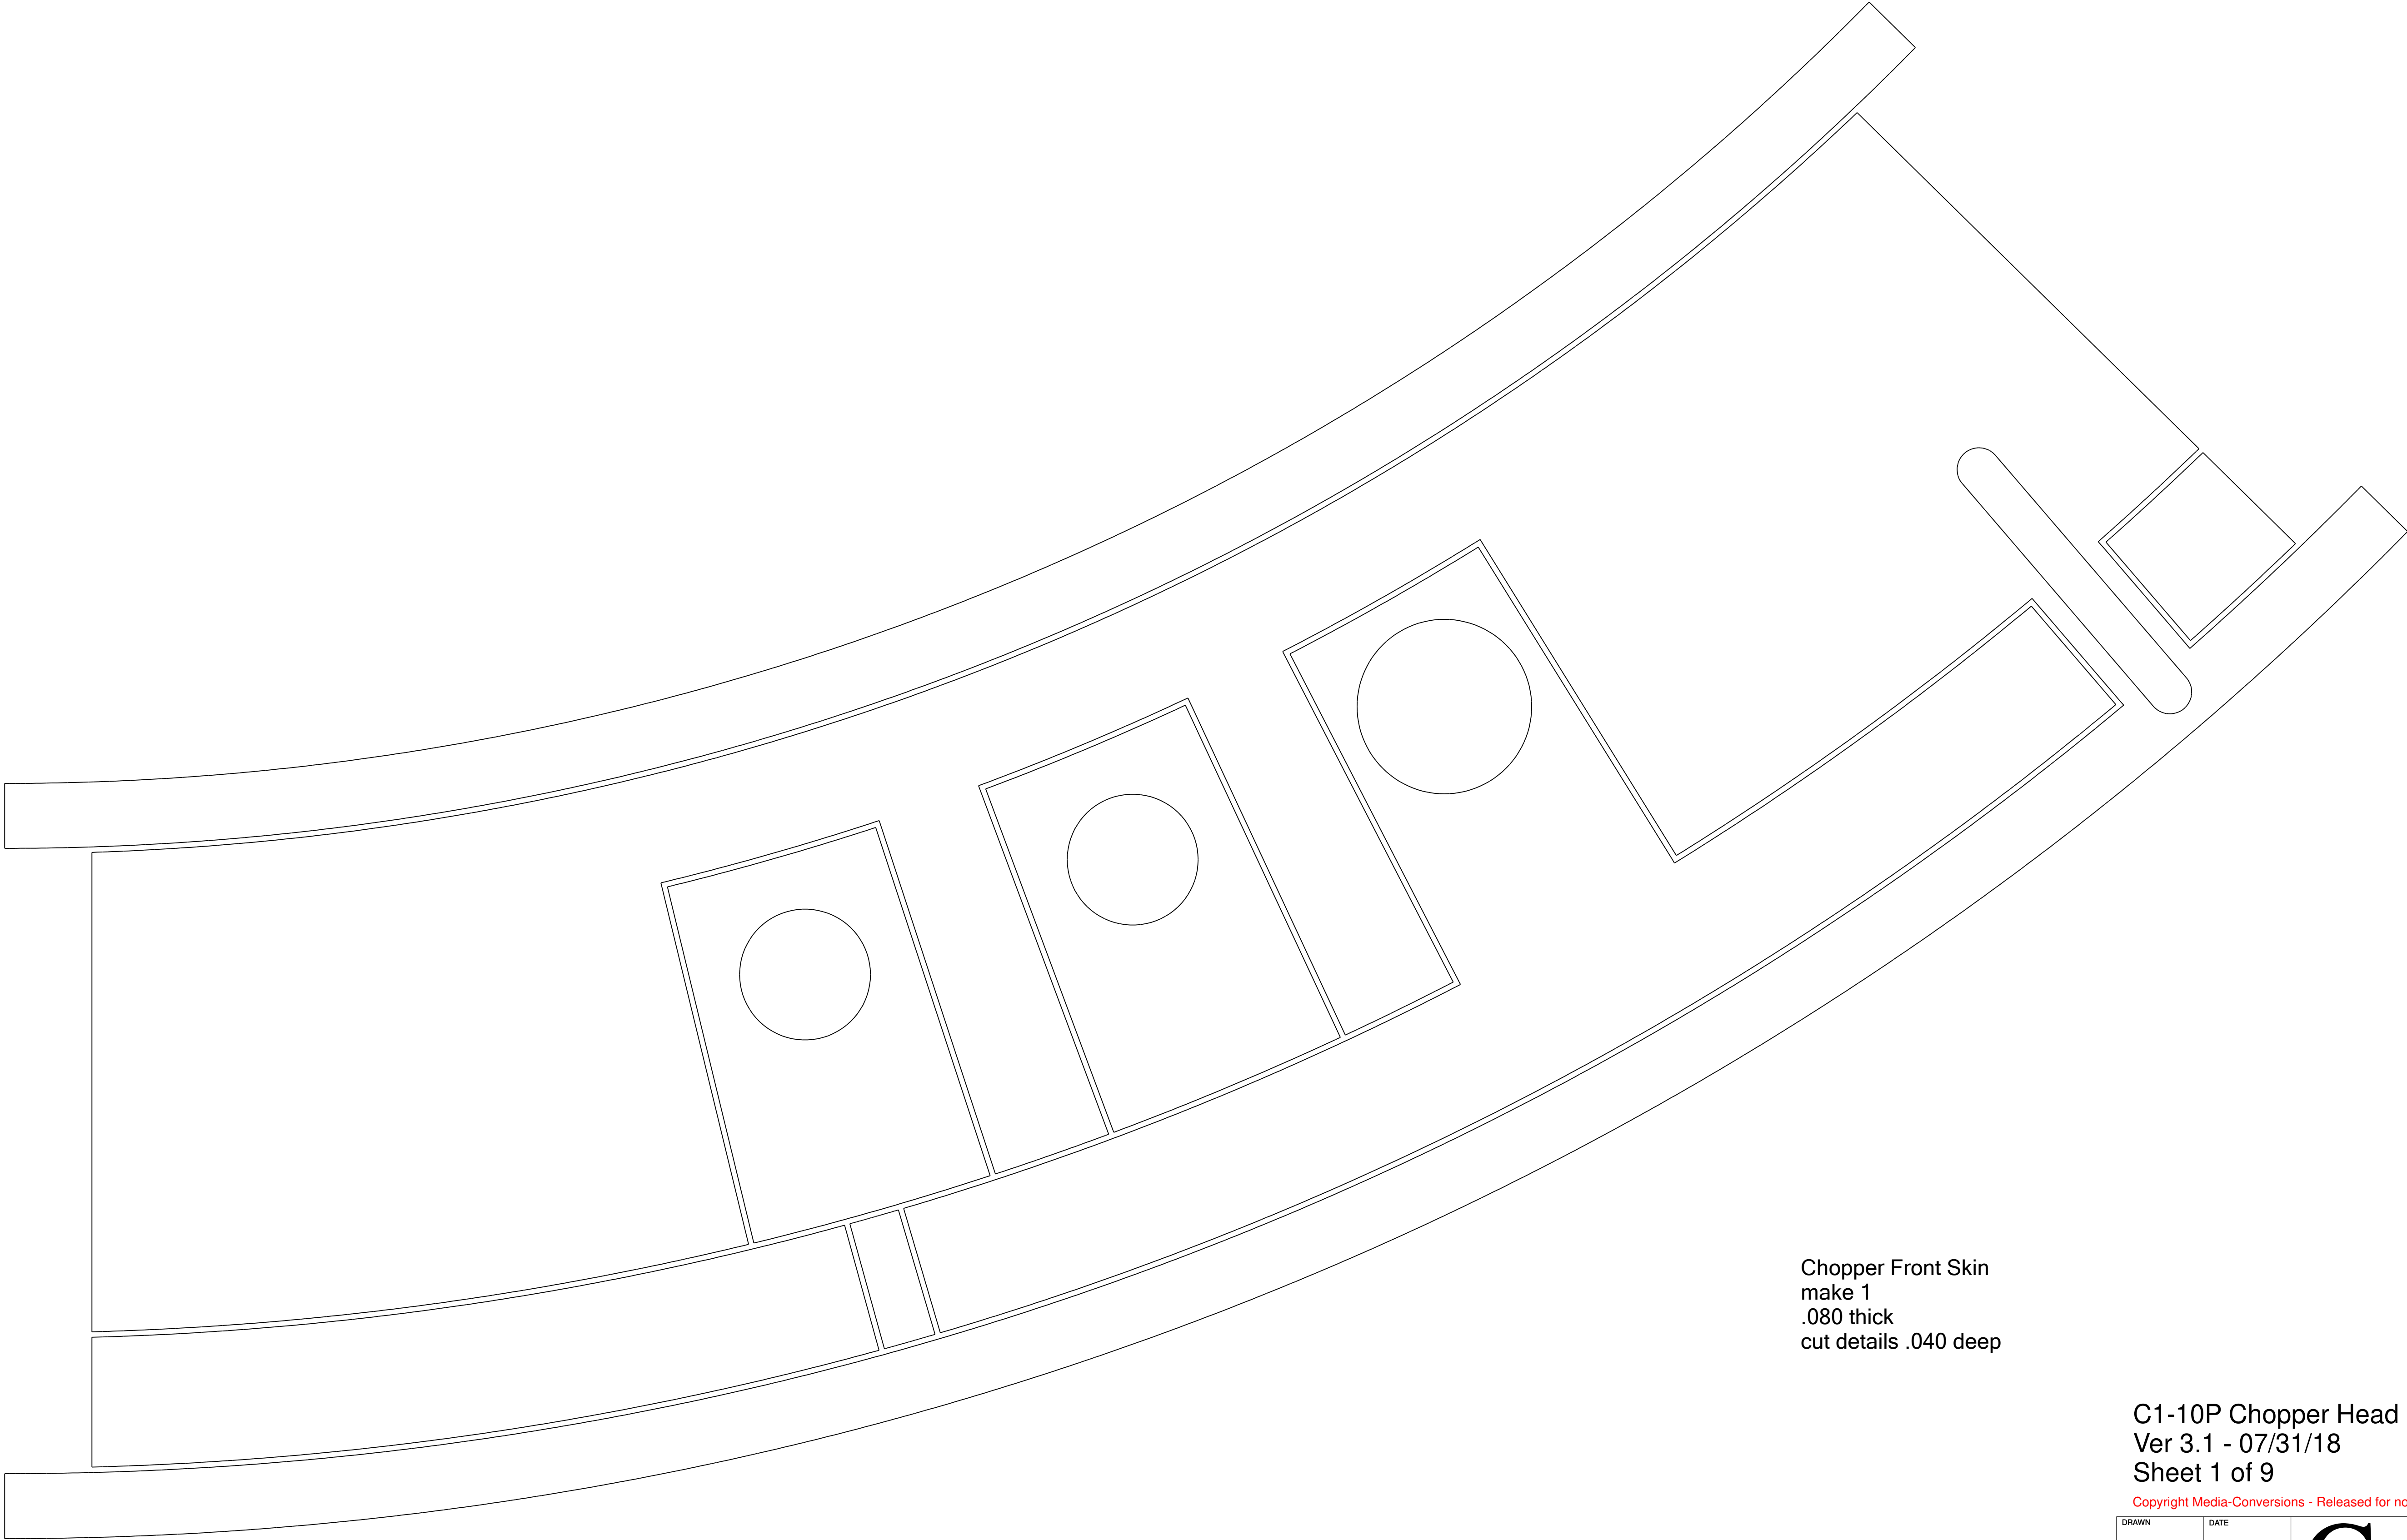 Chopper Front Skin
make 1
.080 thick
cut details .040 deep
C1-10P Chopper Head
Ver 3.1 - 07/31/18
Sheet 1 of 9
Copyright Media-Conversions - Released for
DRAWN DATE